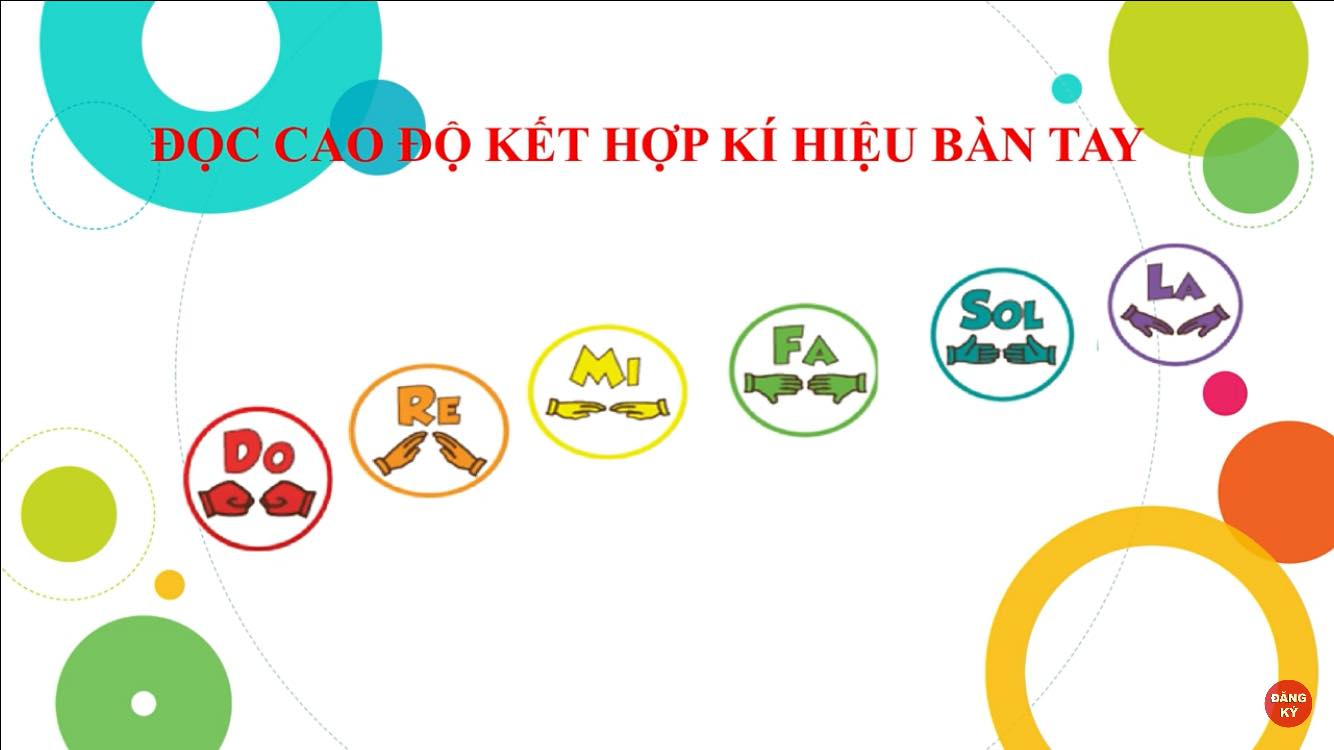 ĐỌC CAO ĐỘ KẾT HỢP KÍ HIỆU BÀN TAY
DO
RE
MI
FA
SOL
LA
ĐĂNG
KÝ